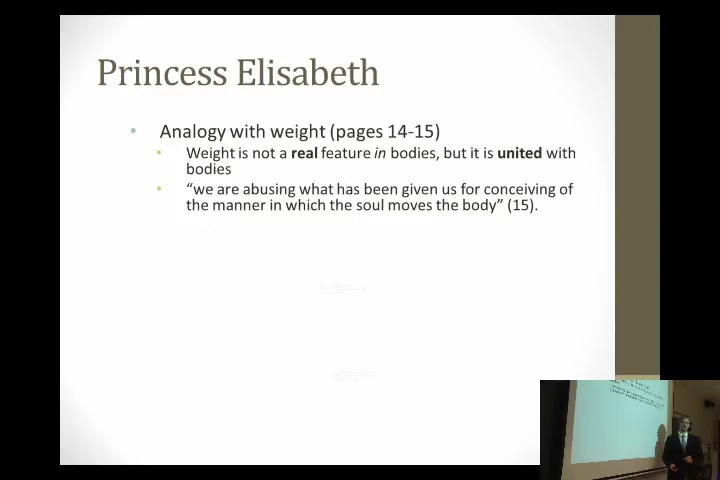 Princess Elisabeth
• Analogy with weight (pages 14-15)
• Weight is not a real feature in bodies, but it is united with
bodies
• “we are abusing what has been given us for conceiving of
the manner in which the soul moves the body” (15).